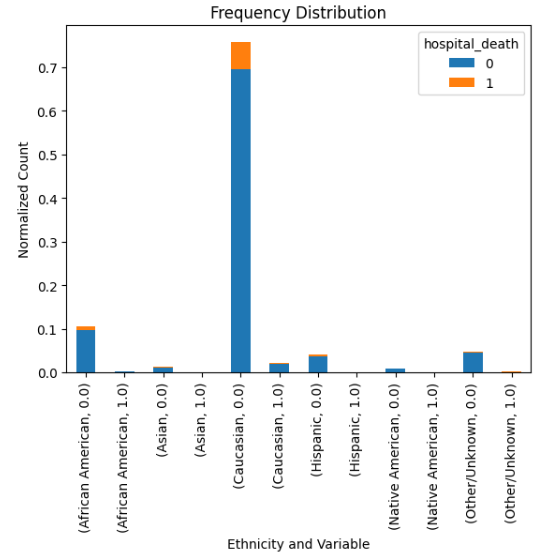 Frequency Distribution
hospital_death
0
1
Normalized Count
0.7
0.6
0.5
0.4
0.3
0.2
0.1
0.0
(African American, 0.0)
(African American, 1.0)
(Asian, 0.0)
(Asian, 1.0)
(Caucasian, 0.0)
(Caucasian, 1.0)
(Hispanic, 0.0)
(Hispanic, 1.0)
(Native American, 0.0)
(Native American, 1.0)
(Other/Unknown, 0.0)
(Other/Unknown, 1.0)
Ethnicity and Variable